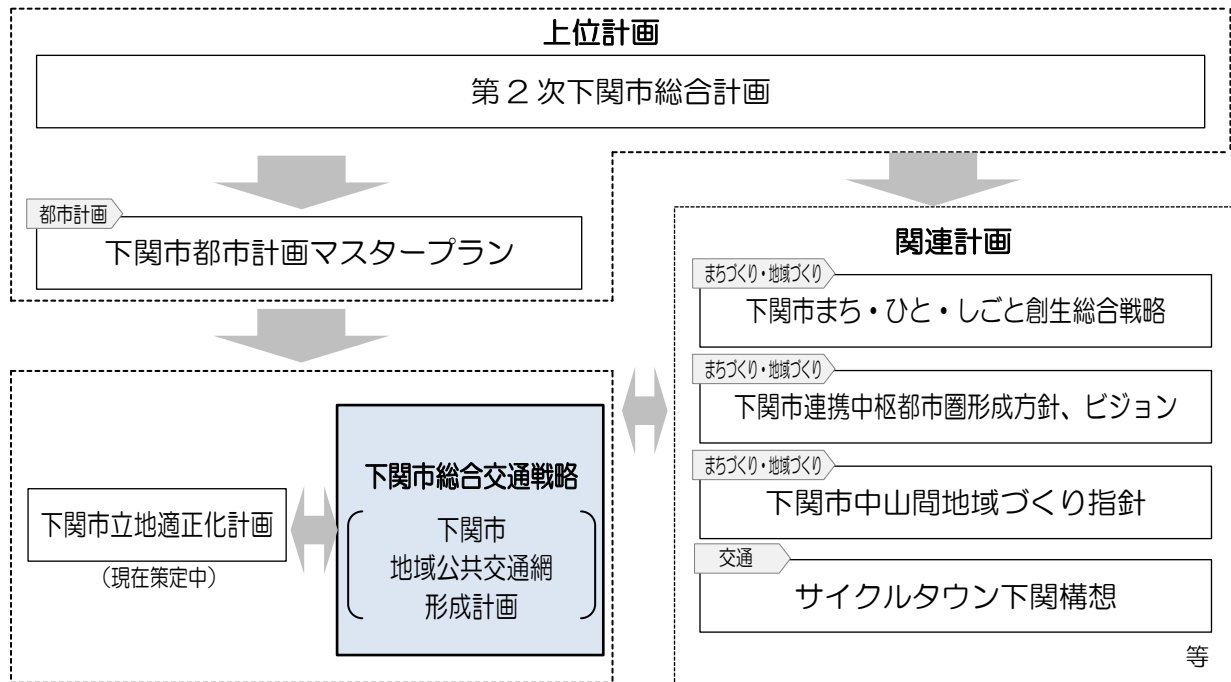 上位計画
第2次下関市総合計画
都市計画
下関市都市計画マスタープラン
関連計画
まちづくり・地域づくり
下関市まち・ひと・しごと創生総合戦略
まちづくり・地域づくり
下関市連携中枢都市圏形成方針、ビジョン
まちづくり・地域づくり
下関市中山間地域づくり指針
交通
サイクルタウン下関構想
等
下関市立地適正化計画
（現在策定中）
下関市総合交通戦略
下関市
地域公共交通網
形成計画